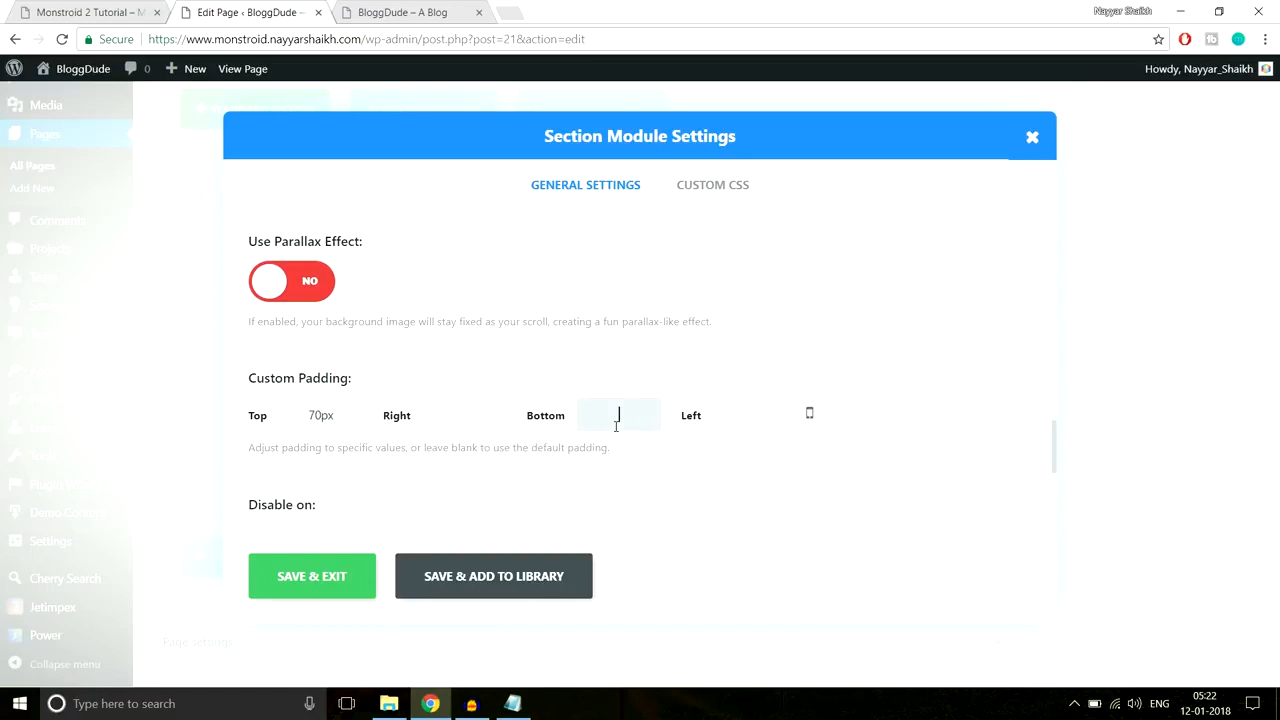 Monstroid 2 Tutorial – M
Edit Page ‹ BloggDude —
BloggDude – A Blog
Nayyar Shaikh
Secure
https://www.monstroid.nayyarshaikh.com/wp-admin/post.php?post=21&action=edit
BloggDude
0
New
View Page
Howdy, Nayyar_Shaikh
Media
Pages
All Pages
Add New
Comments
Projects
Settings
Cherry Search
Jetimpex
Power
Collapse menu
Section Module Settings
GENERAL SETTINGS
CUSTOM CSS
Use Parallax Effect:
NO
If enabled, your background image will stay fixed as your scroll, creating a fun parallax-like effect.
Custom Padding:
Top 70px Right Bottom Left
Adjust padding to specific values, or leave blank to use the default padding.
Disable on:
SAVE & EXIT
SAVE & ADD TO LIBRARY
Page settings
Type here to search
ENG
05:22
12-01-2018